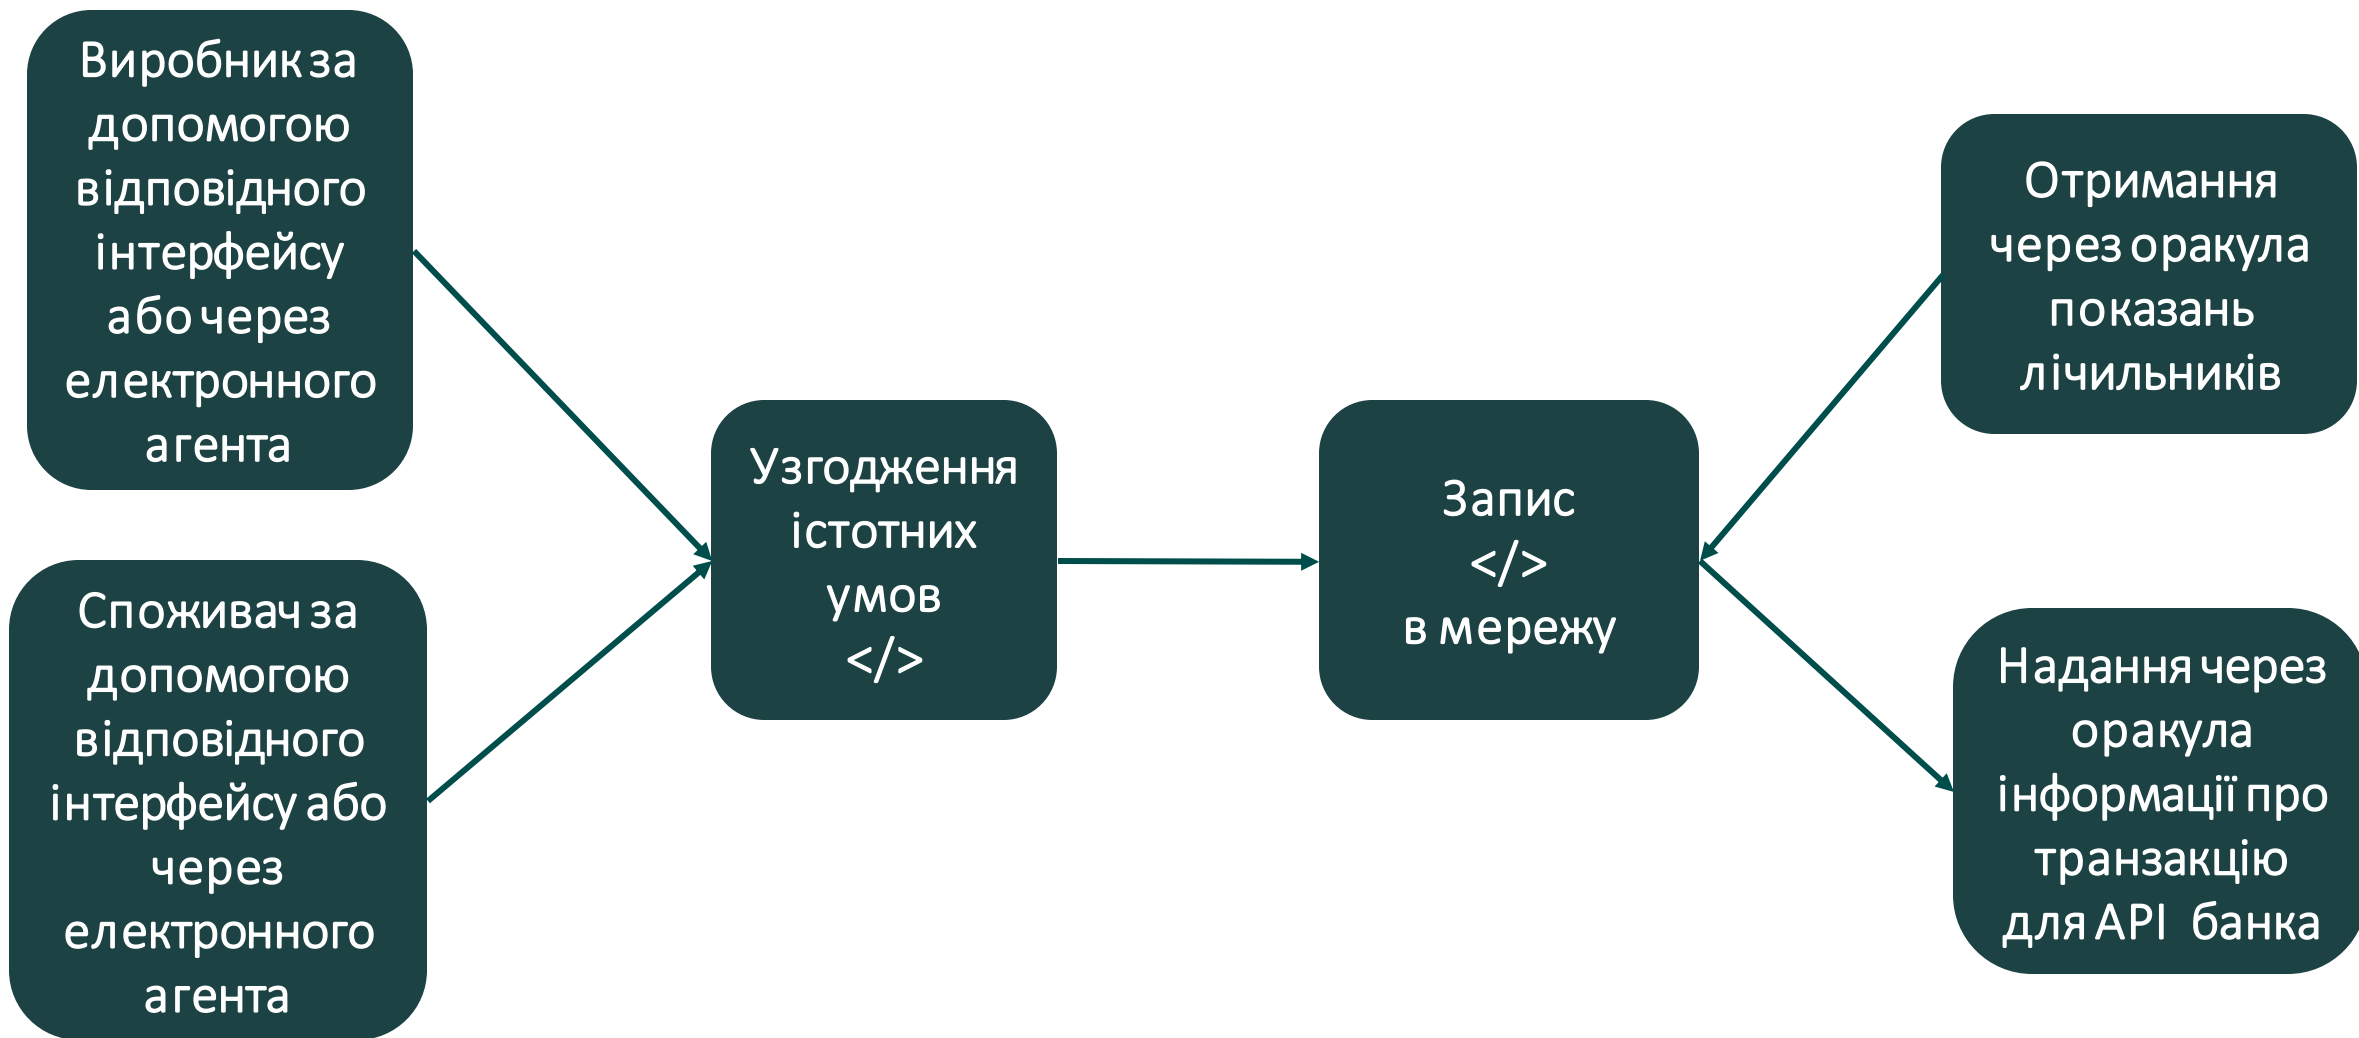 Виробник за
допомогою
відповідного
інтерфейсу
або через
електронного
агента
Споживач за
допомогою
відповідного
інтерфейсу або
через
електронного
агента
Узгодження
істотних
умов
</>
Запис
</>
в мережу
Отримання
через оракула
показань
лічильників
Надання через
оракула
інформації про
транзакцію
для API банка